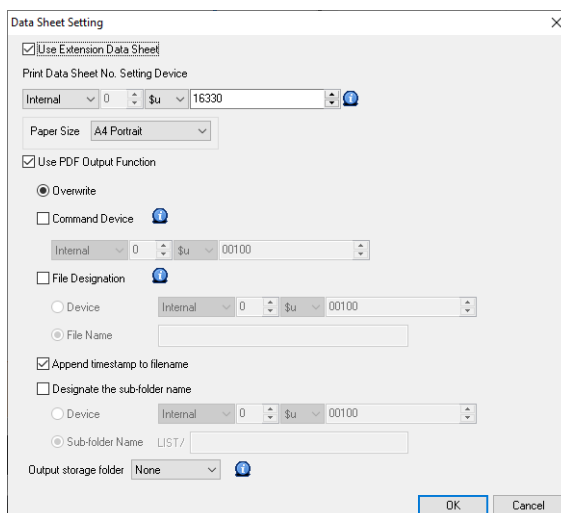 Data Sheet Setting
Use Extension Data Sheet
Print Data Sheet No. Setting Device
Internal 0 $u 16330
Paper Size A4 Portrait
Use PDF Output Function
Overwrite
Command Device
Internal 0 $u 00100
File Designation
Device Internal 0 $u 00100
File Name
Append timestamp to filename
Designate the sub-folder name
Device Internal 0 $u 00100
Sub-folder Name LIST/
Output storage folder None
OK Cancel